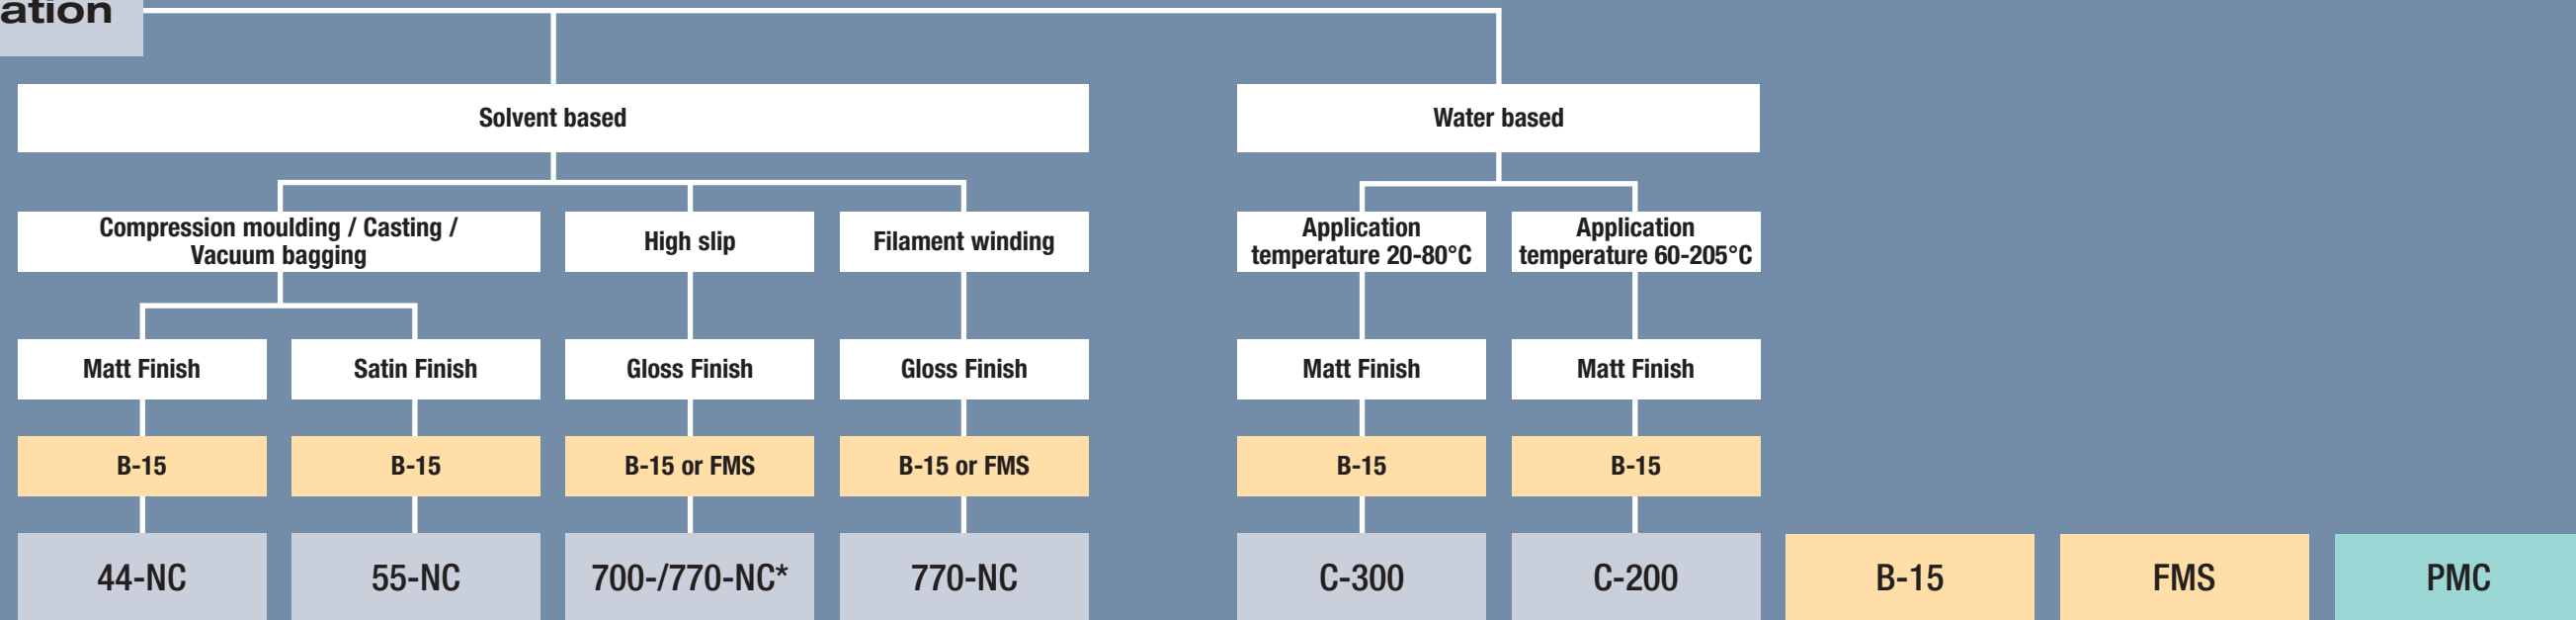 ation
Solvent based
Water based
Compression moulding / Casting /
Vacuum bagging
High slip
Filament winding
Application
temperature 20-80°C
Application
temperature 60-205°C
Matt Finish
Satin Finish
Gloss Finish
Gloss Finish
Matt Finish
Matt Finish
B-15
B-15
B-15 or FMS
B-15 or FMS
B-15
B-15
44-NC
55-NC
700-/770-NC*
770-NC
C-300
C-200
B-15
FMS
PMC